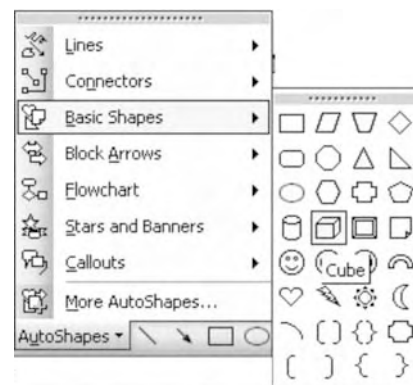 Lines
Connectors
Basic Shapes
Block Arrows
Flowchart
Stars and Banners
Callouts
Cube
More AutoShapes...
AutoShapes